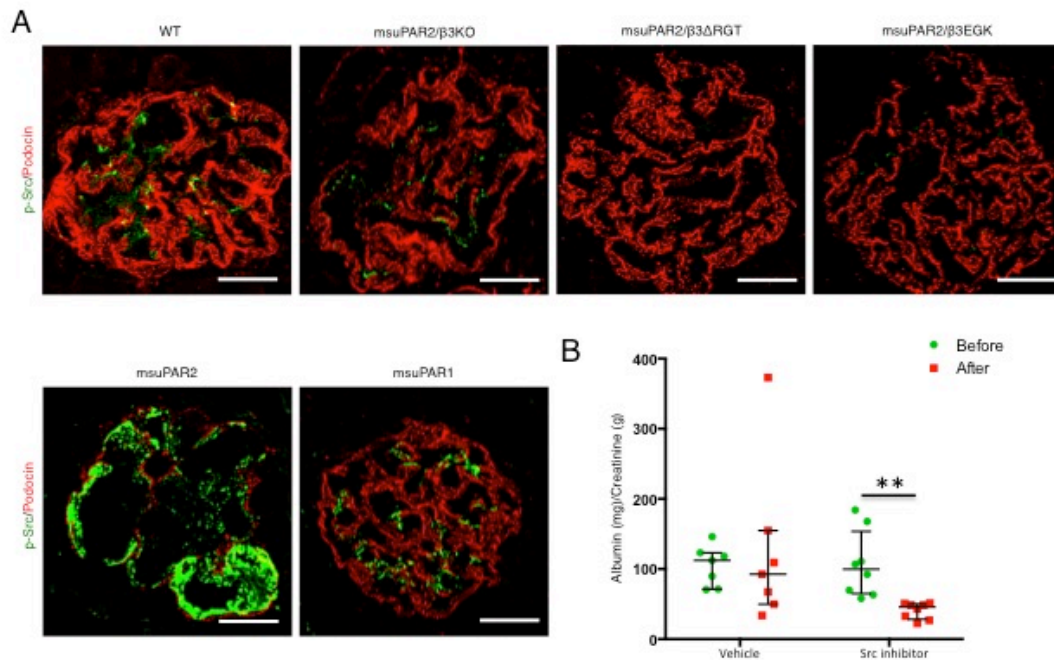 A
WT
msuPAR2/β3KO
msuPAR2/β3ΔRGT
msuPAR2/β3EGK
p-Src/Podocin
msuPAR2
msuPAR1
p-Src/Podocin
B
Before
After
Albumin (mg)/Creatinine (g)
400
300
200
100
0
**
Vehicle
Src inhibitor